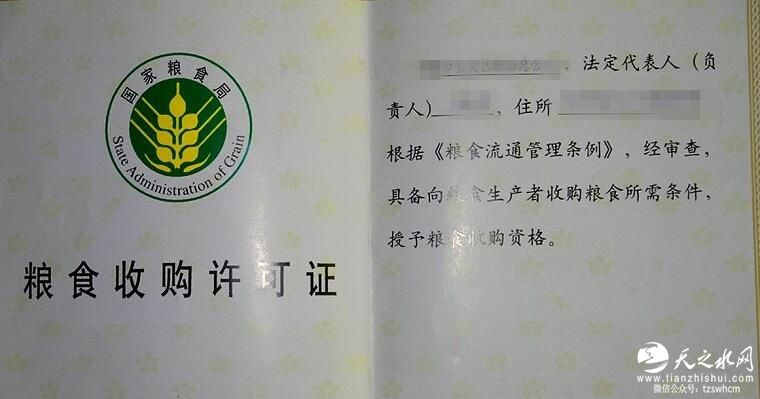 国家粮食局
State Administration of Grain
粮食收购许可证
，法定代表人（负
责人），住所
根据《粮食流通管理条例》，经审查，
具备向粮食生产者收购粮食所需条件，
授予粮食收购资格。
天之水网
www.tianzhishui.com
微信公众号：tzswhcm